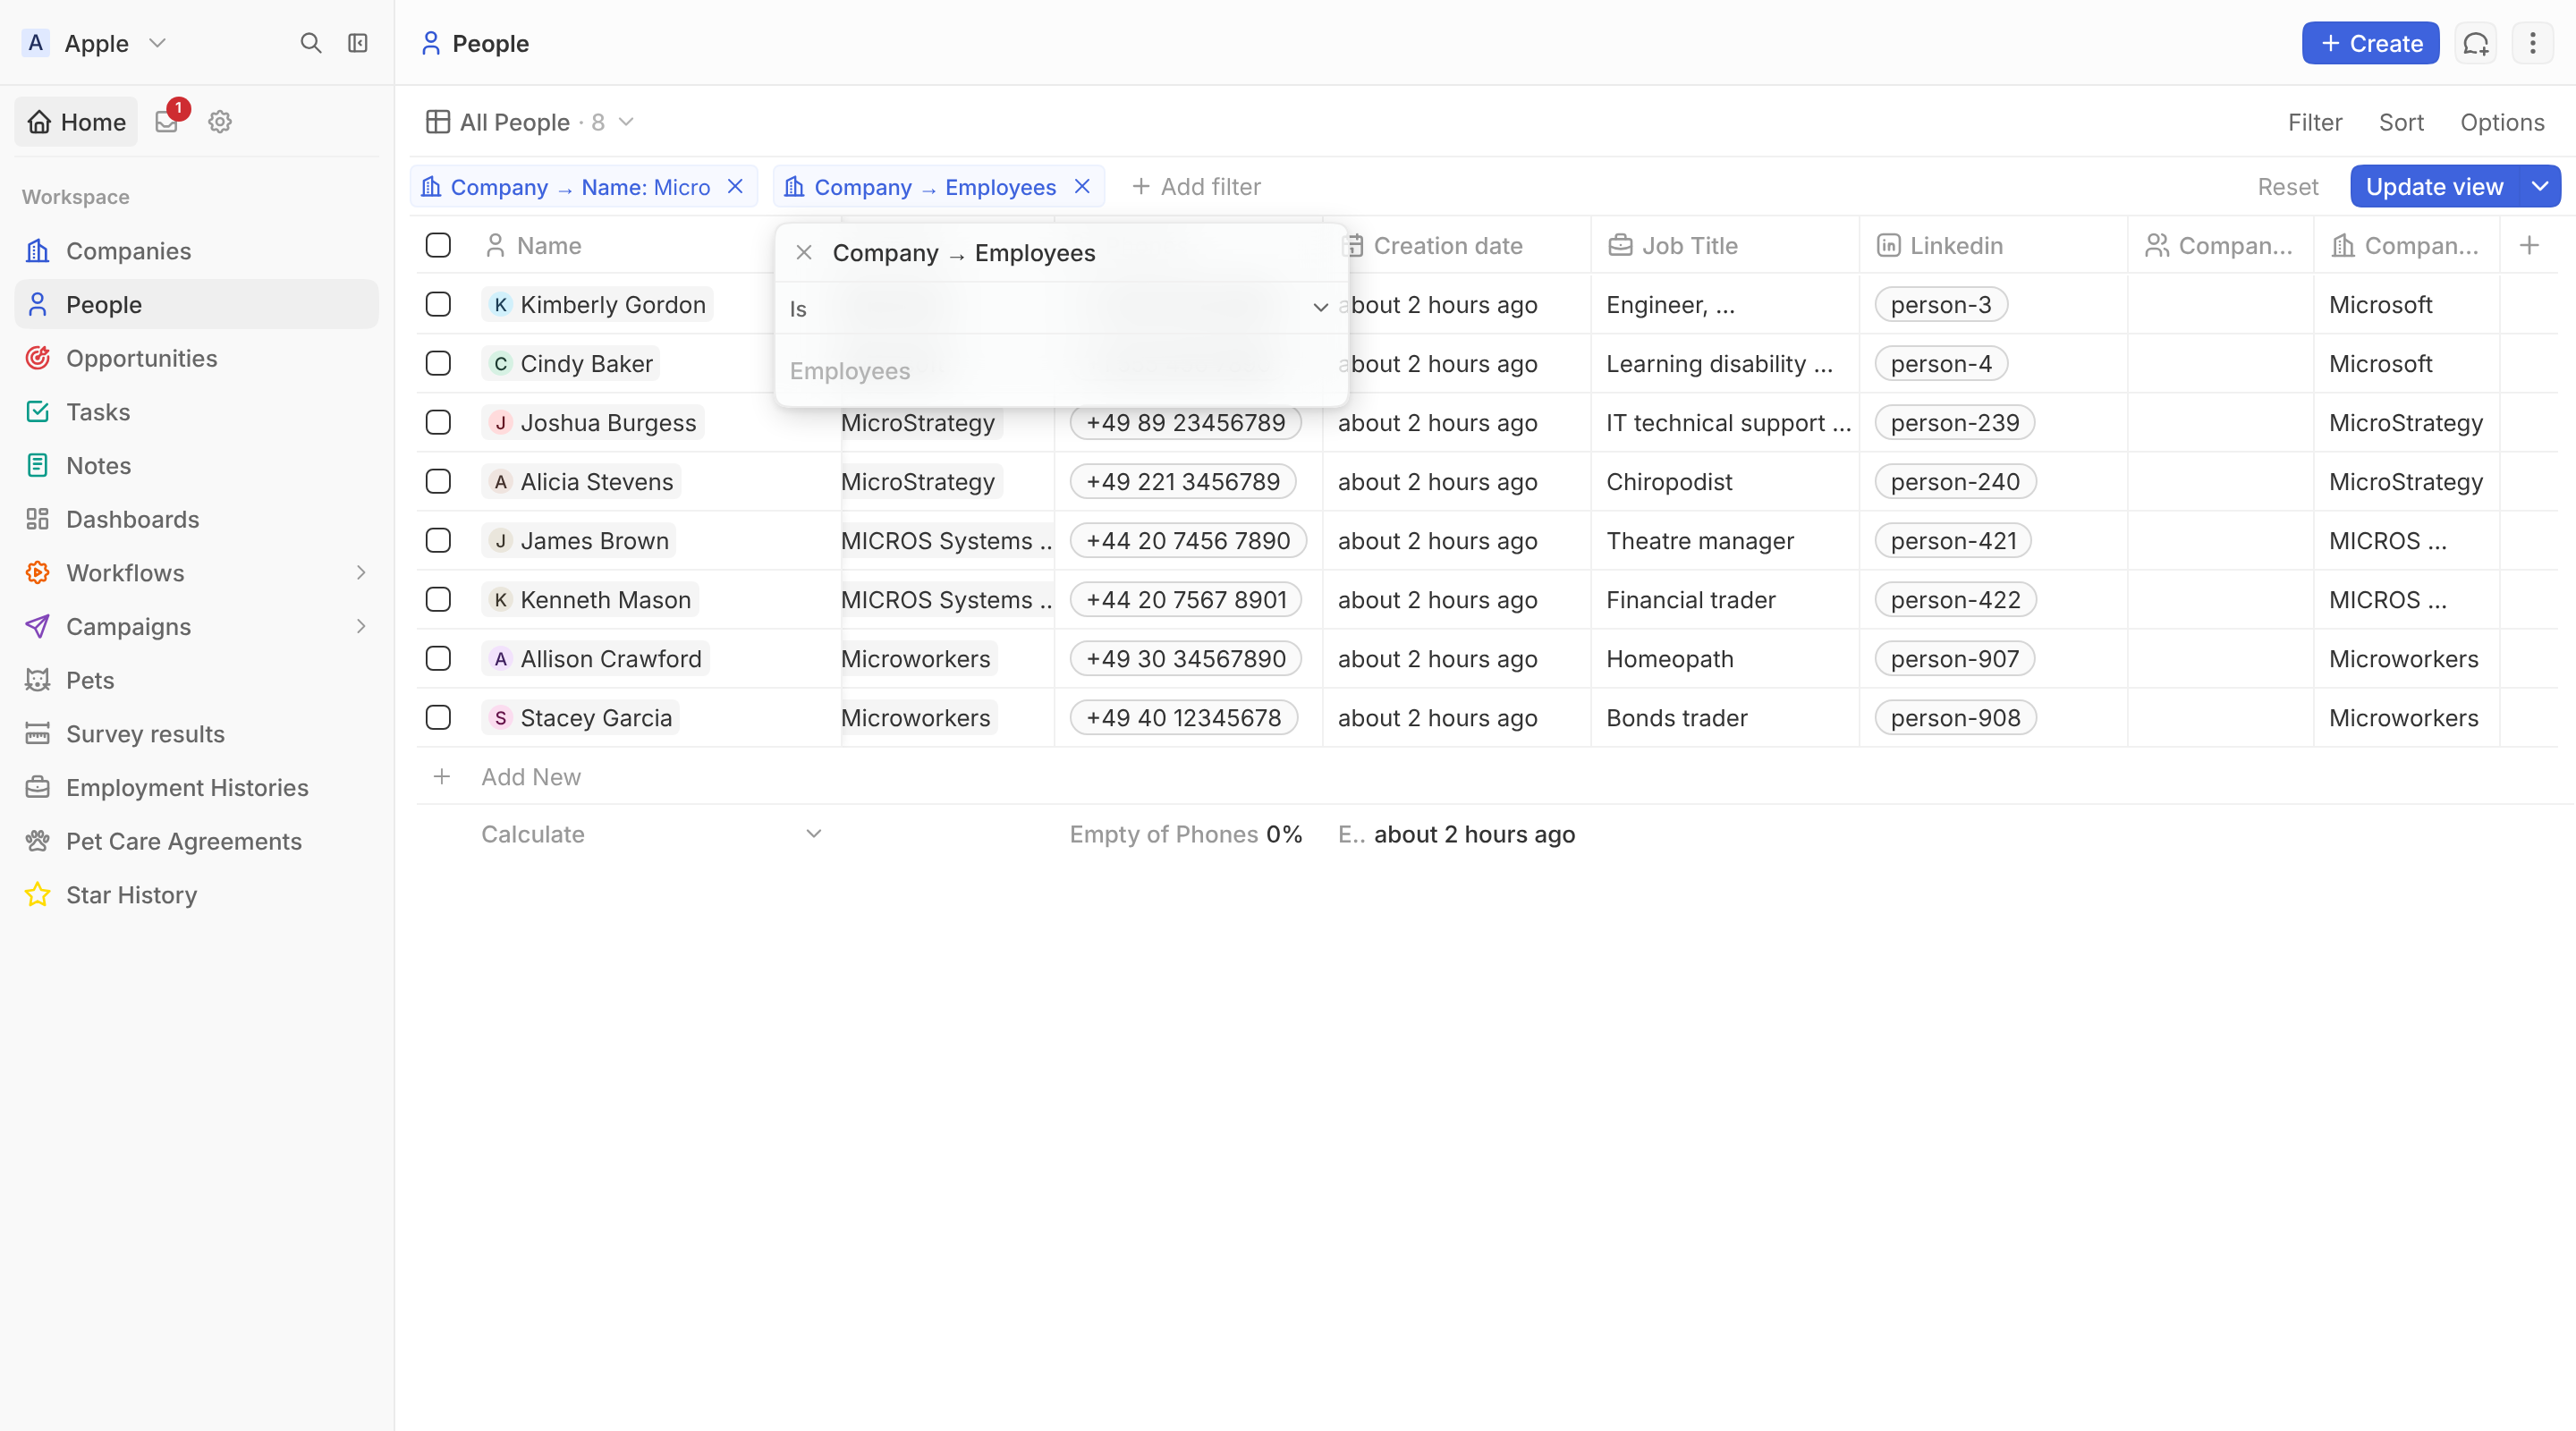 A Apple
People
Create
Home
1
All People · 8
Filter
Sort
Options
Company → Name: Micro
Company → Employees
Add filter
Reset
Update view
Workspace
Companies
People
Opportunities
Tasks
Notes
Dashboards
Workflows
Campaigns
Pets
Survey results
Employment Histories
Pet Care Agreements
Star History
Name
Creation date
Job Title
Linkedin
Compan...
Compan...
Company → Employees
Is
Employees
K Kimberly Gordon
about 2 hours ago
Engineer, ...
person-3
Microsoft
C Cindy Baker
about 2 hours ago
Learning disability ...
person-4
Microsoft
J Joshua Burgess
MicroStrategy
+49 89 23456789
about 2 hours ago
IT technical support ...
person-239
MicroStrategy
A Alicia Stevens
MicroStrategy
+49 221 3456789
about 2 hours ago
Chiropodist
person-240
MicroStrategy
J James Brown
MICROS Systems ..
+44 20 7456 7890
about 2 hours ago
Theatre manager
person-421
MICROS ...
K Kenneth Mason
MICROS Systems ..
+44 20 7567 8901
about 2 hours ago
Financial trader
person-422
MICROS ...
A Allison Crawford
Microworkers
+49 30 34567890
about 2 hours ago
Homeopath
person-907
Microworkers
S Stacey Garcia
Microworkers
+49 40 12345678
about 2 hours ago
Bonds trader
person-908
Microworkers
Add New
Calculate
Empty of Phones 0%
E.. about 2 hours ago